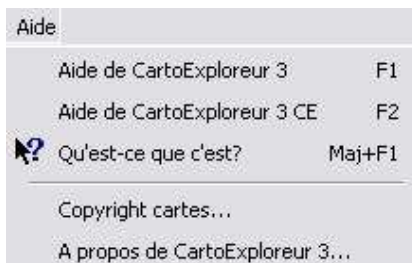 Aide
Aide de CartoExploreur 3 F1
Aide de CartoExploreur 3 CE F2
? Qu'est-ce que c'est? Maj+F1
Copyright cartes...
A propos de CartoExploreur 3...